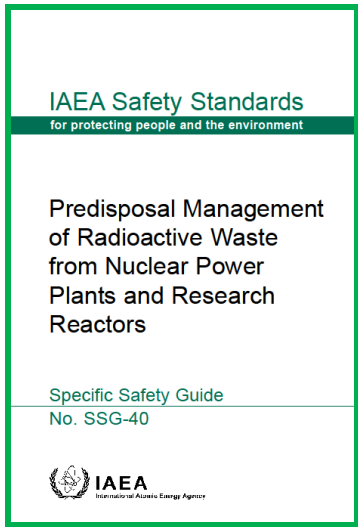 IAEA Safety Standards
for protecting people and the environment
Predisposal Management
of Radioactive Waste
from Nuclear Power
Plants and Research
Reactors
Specific Safety Guide
No. SSG-40
IAEA
International Atomic Energy Agency